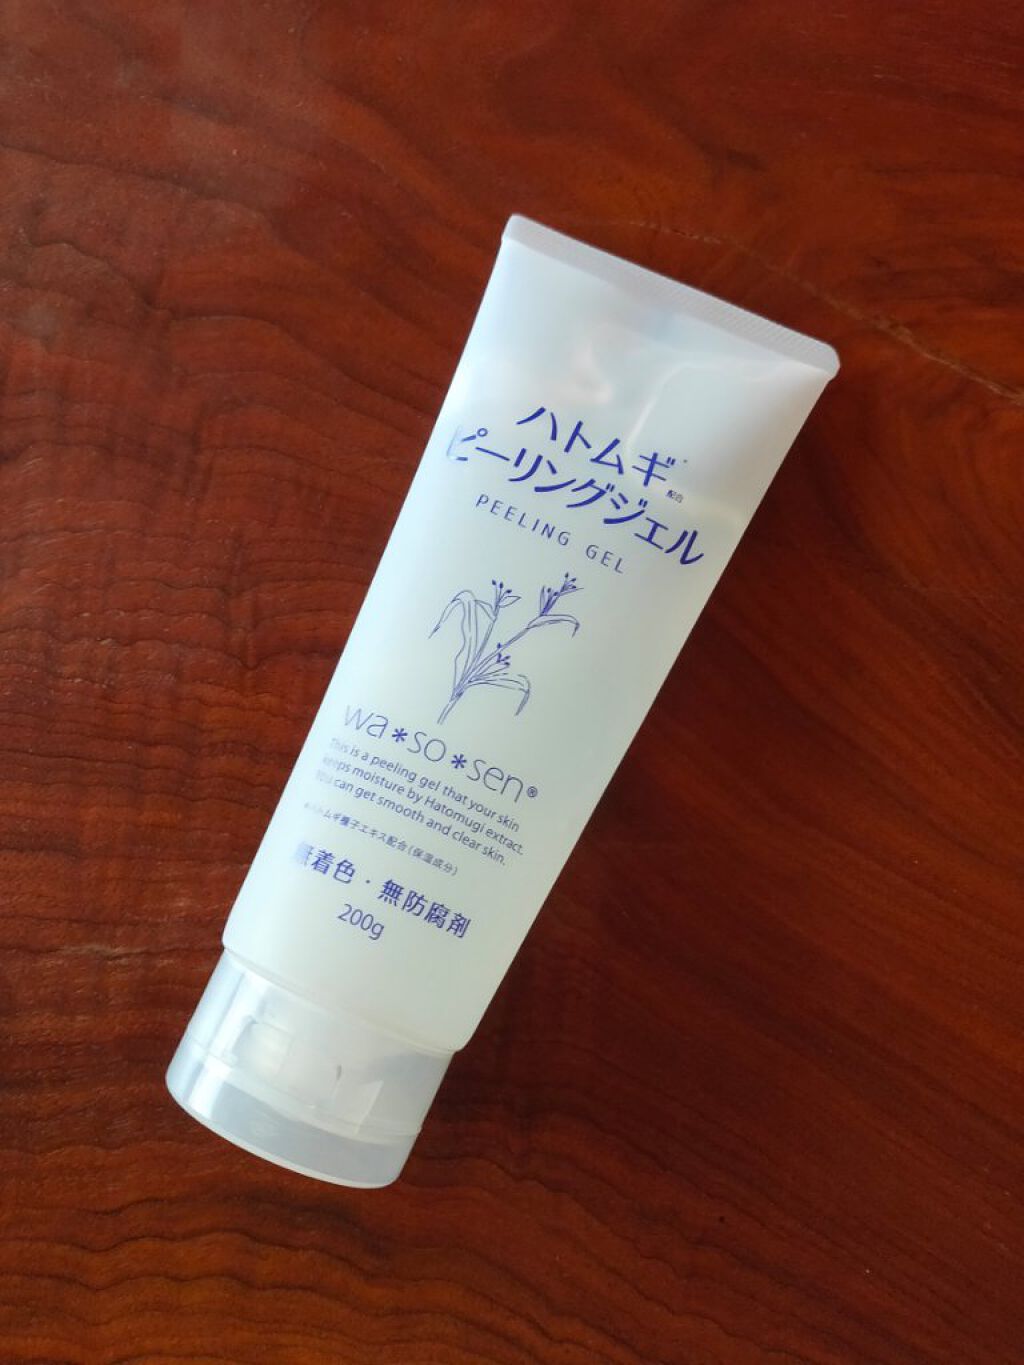 ハトムギ*配合
ピーリングジェル
PEELING GEL
wa*so*sen®
This is a peeling gel that your skin
keeps moisture by Hatomugi extract.
You can get smooth and clear skin.
*ハトムギ種子エキス配合(保湿成分)
無着色・無防腐剤
200g